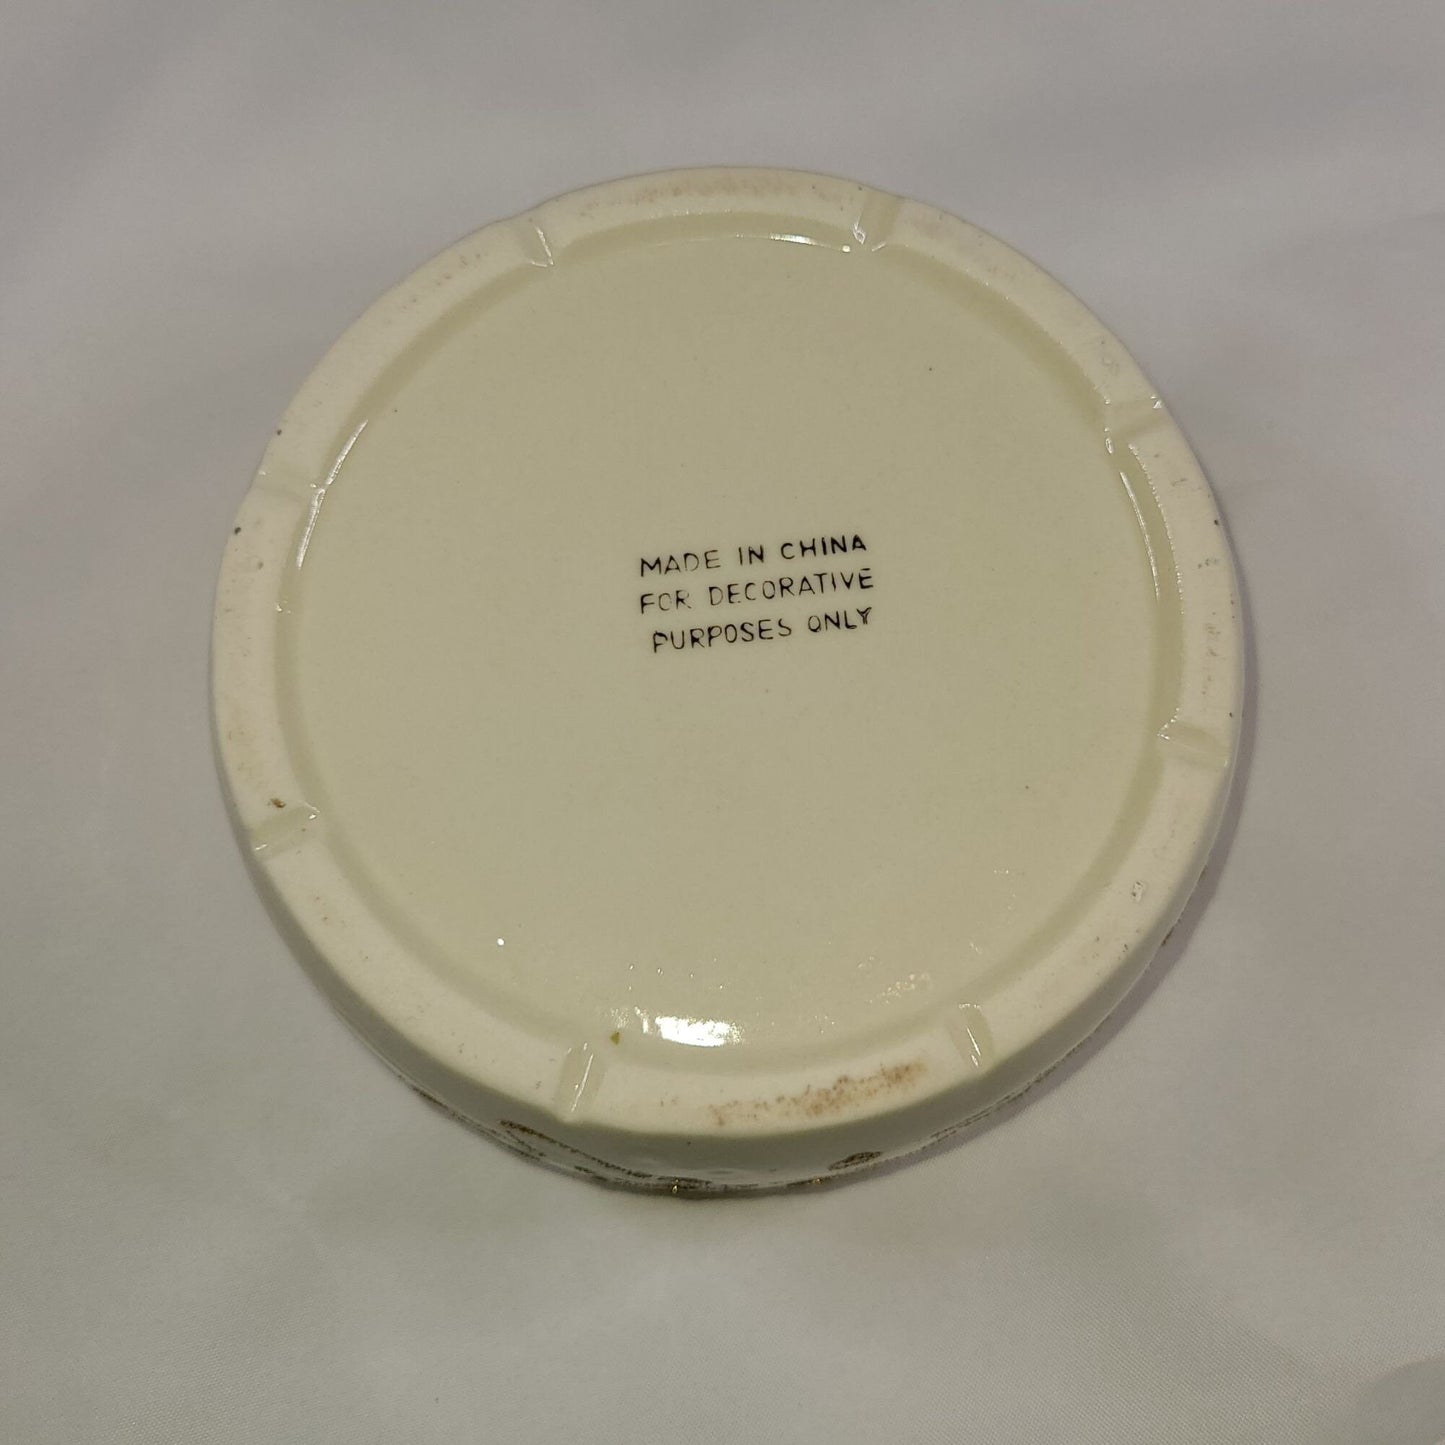 MADE IN CHINA
FOR DECORATIVE
PURPOSES ONLY